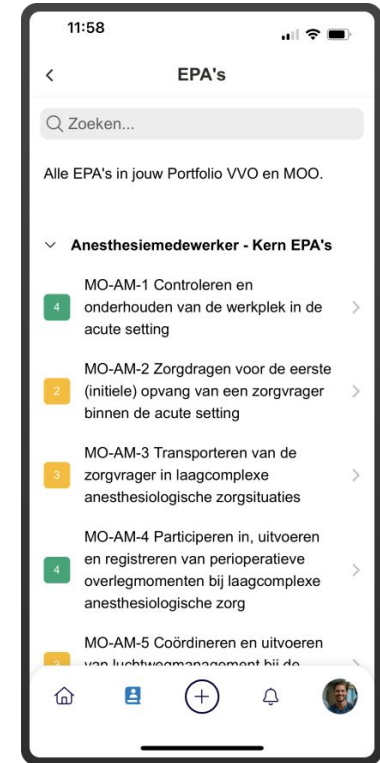 11:58
EPA's
Zoeken...
Alle EPA's in jouw Portfolio VVO en MOO.
Anesthesiemedewerker - Kern EPA's
MO-AM-1 Controleren en
4
onderhouden van de werkplek in de
acute setting
MO-AM-2 Zorgdragen voor de eerste
2
(initiele) opvang van een zorgvrager
binnen de acute setting
MO-AM-3 Transporteren van de
3
zorgvrager in laagcomplexe
anesthesiologische zorgsituaties
MO-AM-4 Participeren in, uitvoeren
en registreren van perioperatieve
4
overlegmomenten bij laagcomplexe
anesthesiologische zorg
MO-AM-5 Coördineren en uitvoeren
van luchtwegmanagement bij de